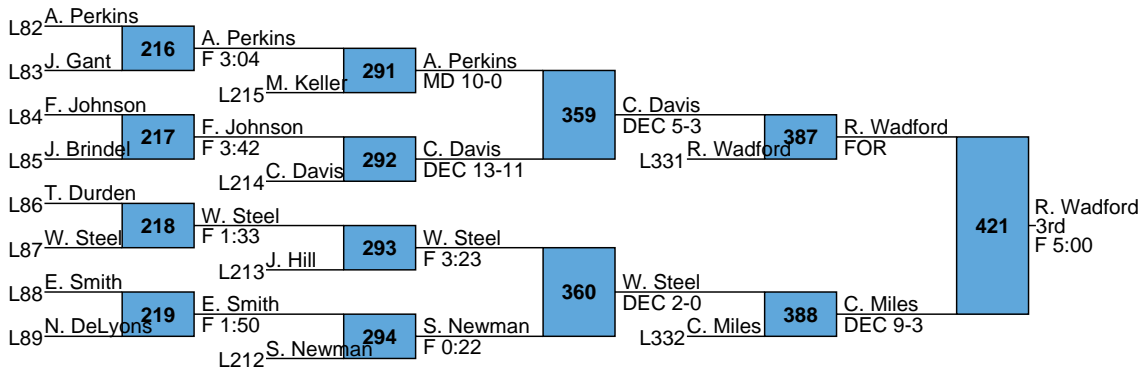 L82 A. Perkins
216
L83 J. Gant
A. Perkins
F 3:04
291
L215 M. Keller
A. Perkins
MD 10-0
L84 F. Johnson
217
L85 J. Brindel
F. Johnson
F 3:42
292
L214 C. Davis
C. Davis
DEC 13-11
359
C. Davis
DEC 5-3
387
L331 R. Wadford
R. Wadford
FOR
L86 T. Durden
218
L87 W. Steel
W. Steel
F 1:33
293
L213 J. Hill
W. Steel
F 3:23
L88 E. Smith
219
L89 N. DeLyons
E. Smith
F 1:50
294
L212 S. Newman
S. Newman
F 0:22
360
W. Steel
DEC 2-0
388
L332 C. Miles
C. Miles
DEC 9-3
421
R. Wadford
3rd
F 5:00